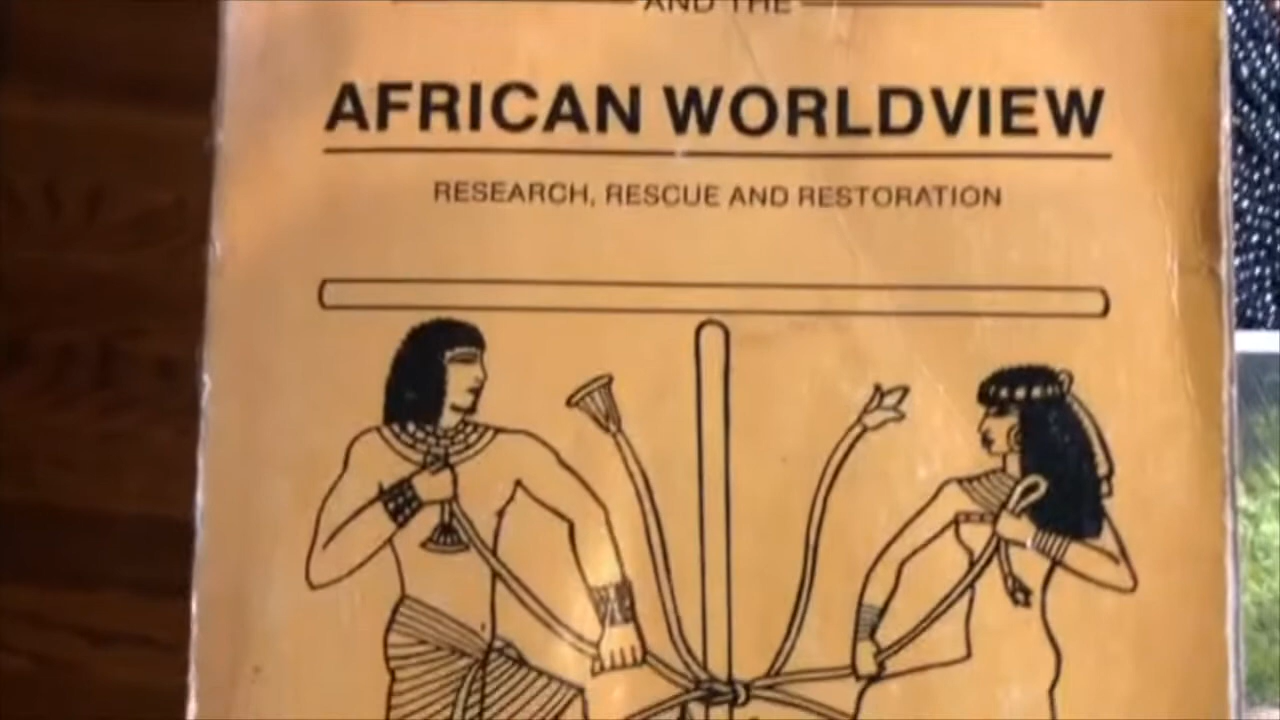 AND THE
AFRICAN WORLDVIEW
RESEARCH, RESCUE AND RESTORATION